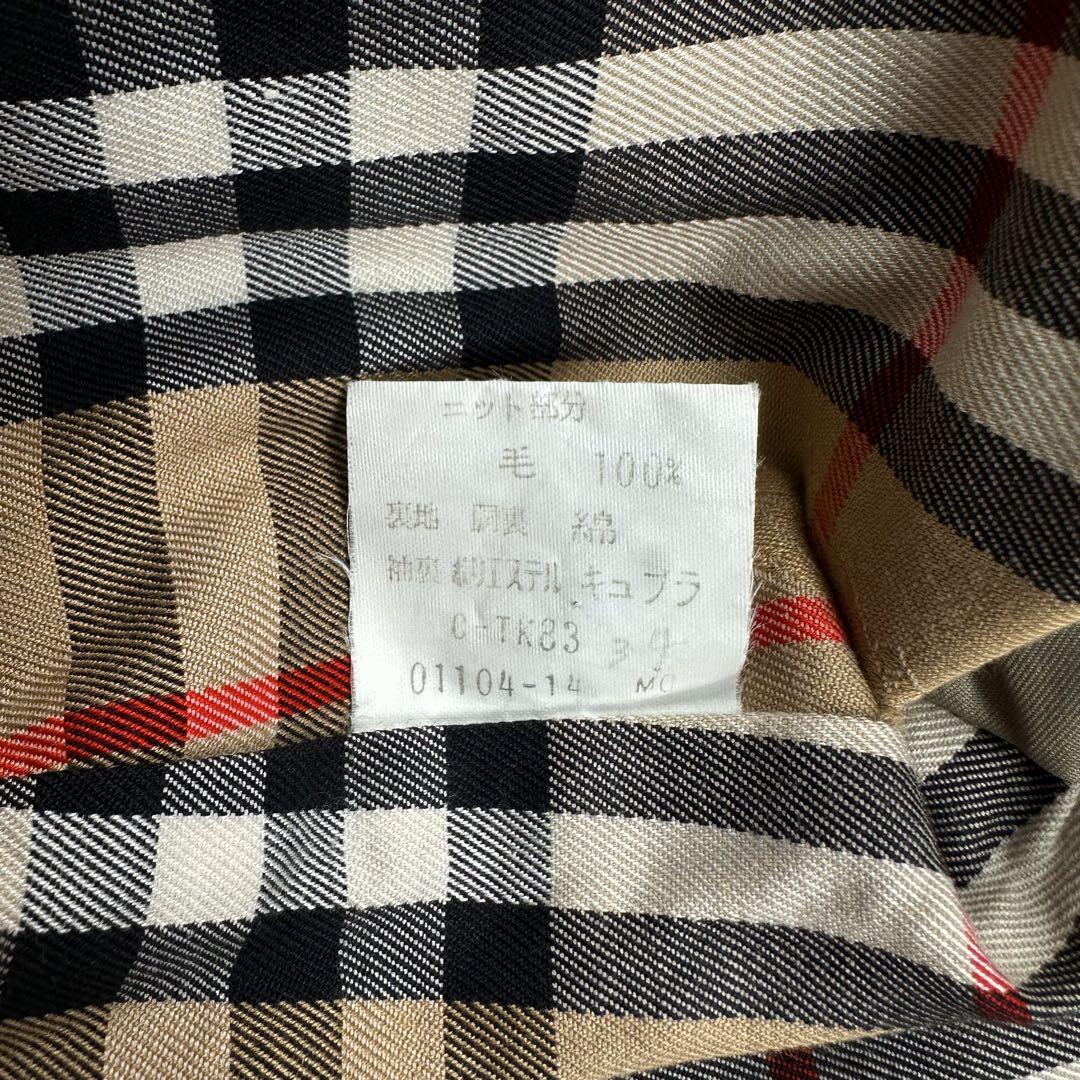 ニット部分
毛 100%
裏地 胴裏 綿
袖裏 ポリエステル キュプラ
C-TK83
01104-14 MC